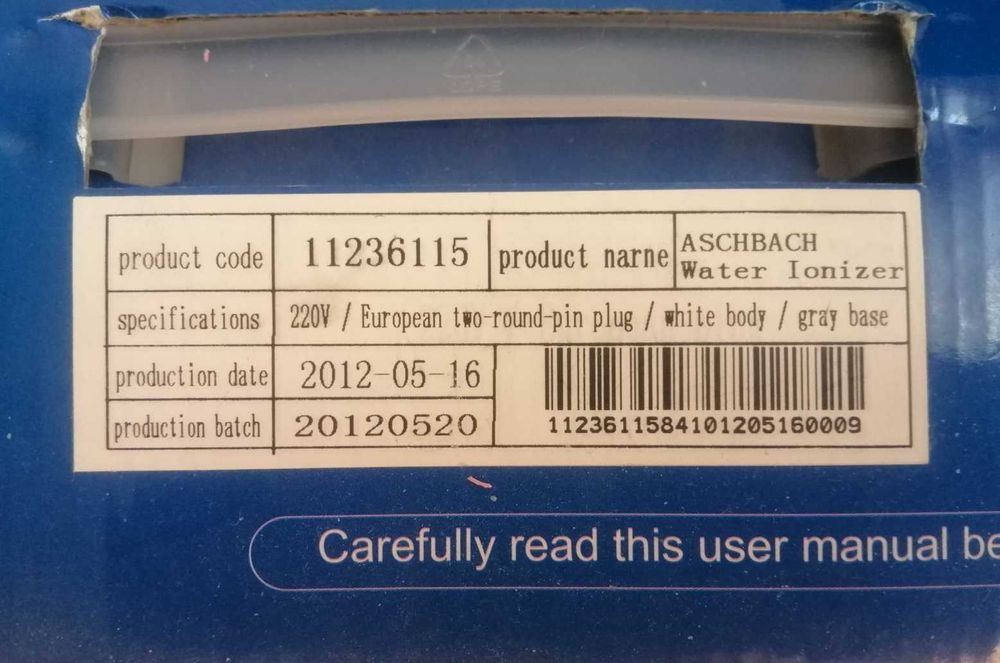 product code 11236115 product narne ASCHBACH
Water Ionizer
specifications 220V / European two-round-pin plug / white body / gray base
production date 2012-05-16
production batch 20120520
1123611584101205160009
Carefully read this user manual be